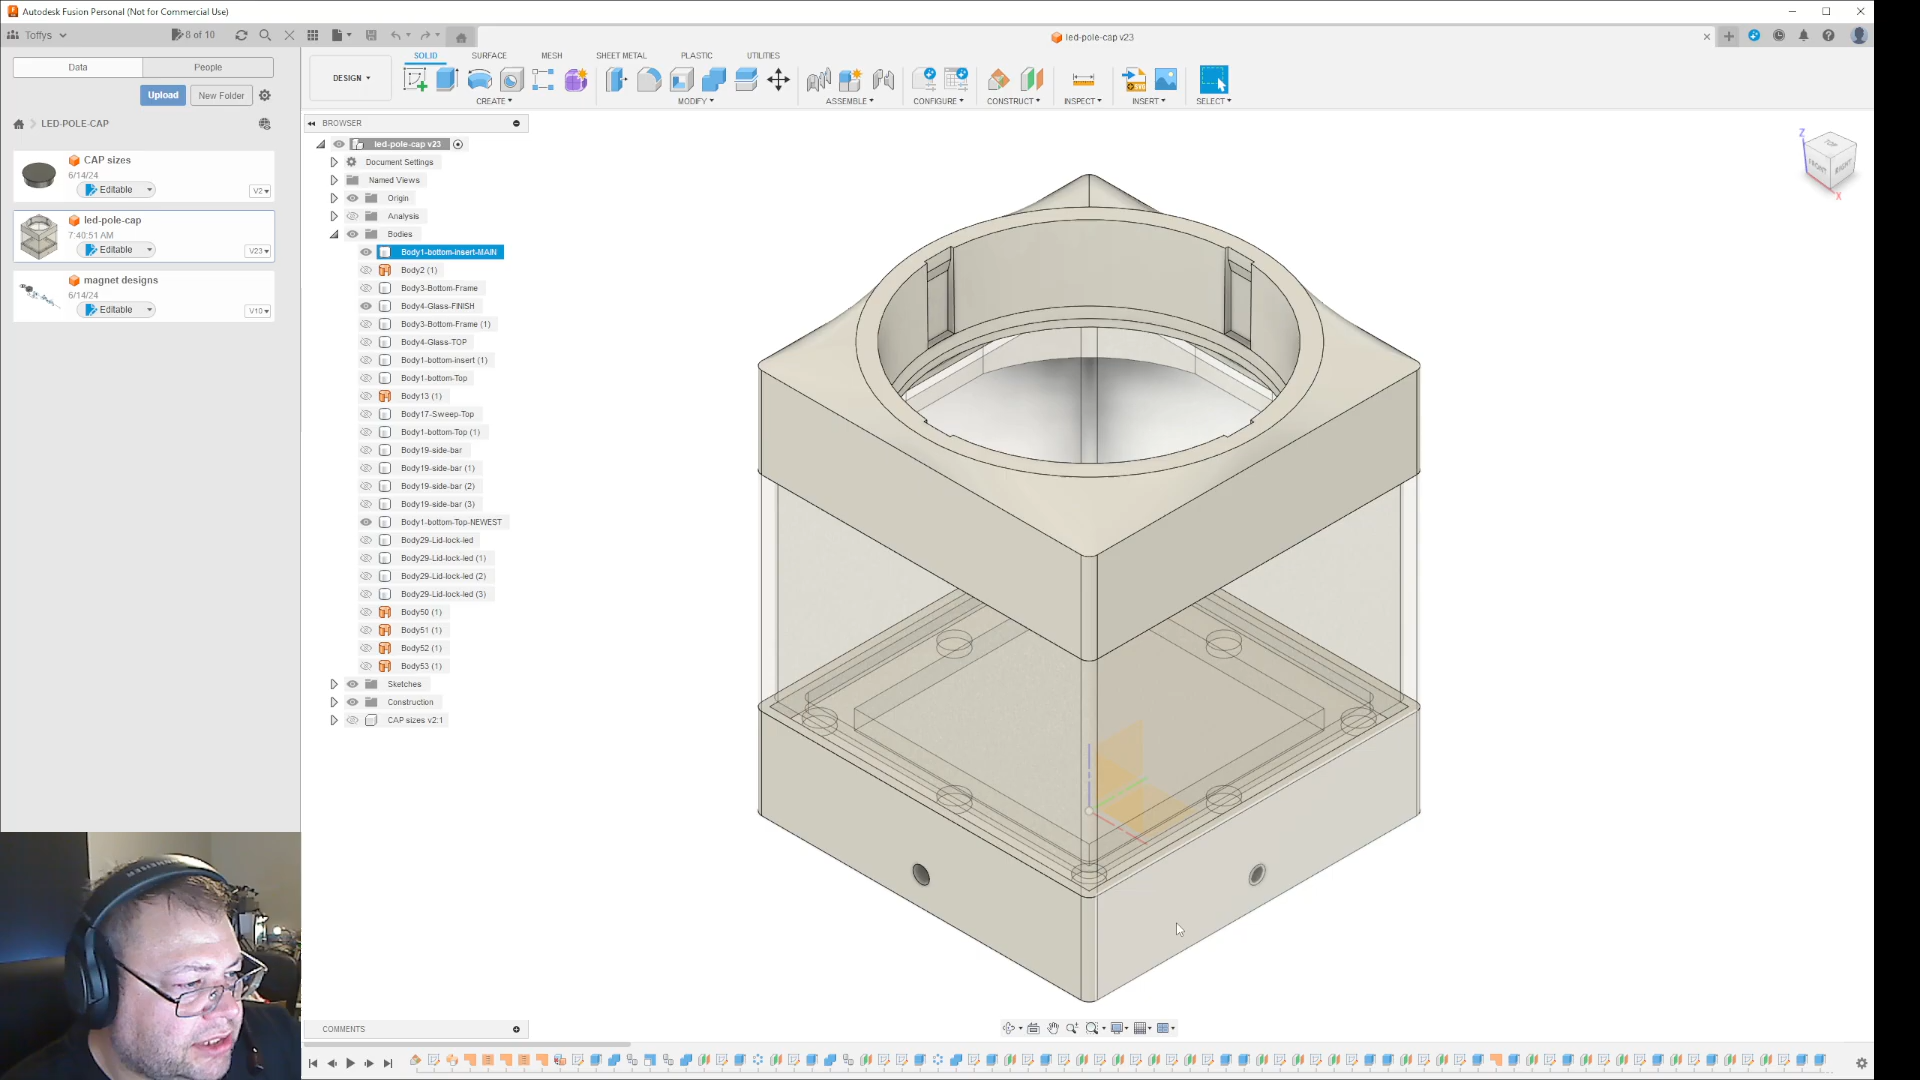 Autodesk Fusion Personal (Not for Commercial Use)
Toffys
8 of 10
led-pole-cap v23
Data
People
Upload
New Folder
LED-POLE-CAP
CAP sizes
6/14/24
Editable
V2
led-pole-cap
7:40:51 AM
Editable
V23
magnet designs
6/14/24
Editable
V10
DESIGN
SOLID
SURFACE
MESH
SHEET METAL
PLASTIC
UTILITIES
CREATE
MODIFY
ASSEMBLE
CONFIGURE
CONSTRUCT
INSPECT
INSERT
SELECT
BROWSER
led-pole-cap v23
Document Settings
Named Views
Origin
Analysis
Bodies
Body1-bottom-insert-MAIN
Body2 (1)
Body3-Bottom-Frame
Body4-Glass-FINISH
Body3-Bottom-Frame (1)
Body4-Glass-TOP
Body1-bottom-insert (1)
Body1-bottom-Top
Body13 (1)
Body17-Sweep-Top
Body1-bottom-Top (1)
Body19-side-bar
Body19-side-bar (1)
Body19-side-bar (2)
Body19-side-bar (3)
Body1-bottom-Top-NEWEST
Body29-Lid-lock-led
Body29-Lid-lock-led (1)
Body29-Lid-lock-led (2)
Body29-Lid-lock-led (3)
Body50 (1)
Body51 (1)
Body52 (1)
Body53 (1)
Sketches
Construction
CAP sizes v2:1
Z
TOP
FRONT
RIGHT
X
COMMENTS